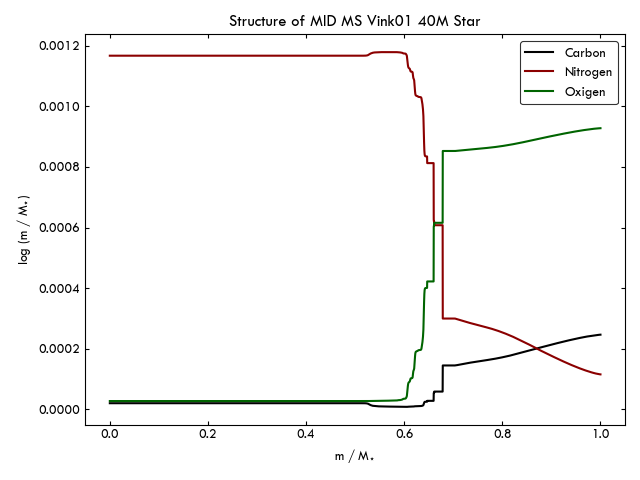 Structure of MID MS Vink01 40M Star
Carbon
Nitrogen
Oxigen
0.0012
0.0010
0.0008
0.0006
0.0004
0.0002
0.0000
log (m / M*)
0.0 0.2 0.4 0.6 0.8 1.0
m / M*